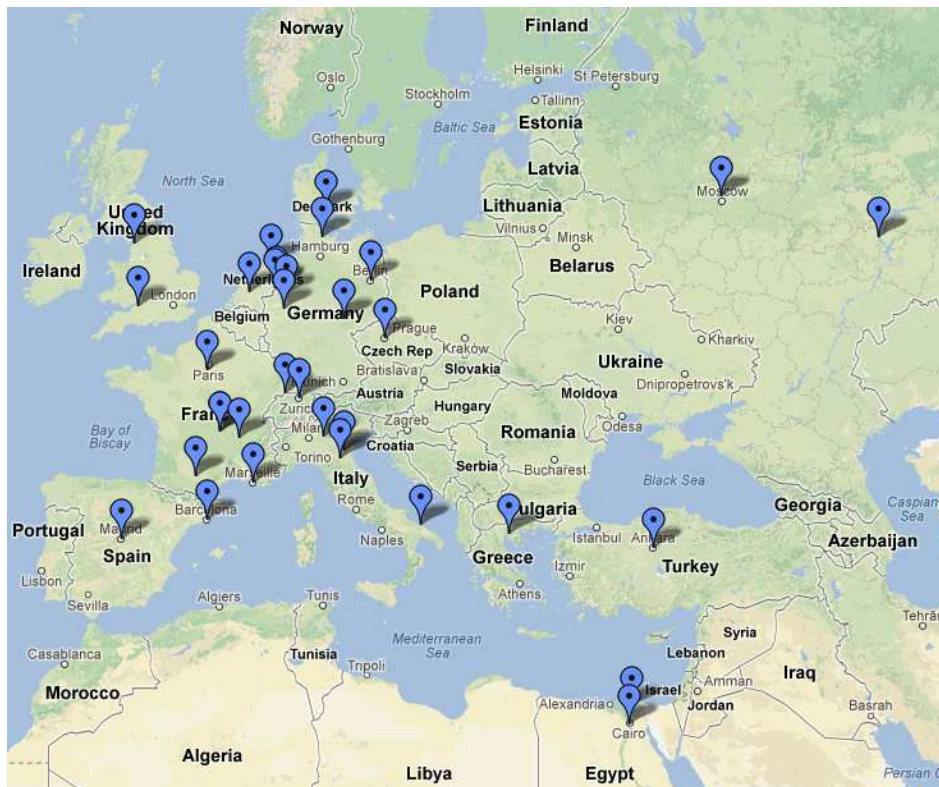 Norway
Finland
Oslo
Helsinki
St Petersburg
Stockholm
Tallinn
Estonia
Baltic Sea
Gothenburg
Latvia
North Sea
Moscow
Denmark
Lithuania
United
Kingdom
Vilnius
Minsk
Hamburg
Ireland
Belarus
Berlin
Netherlands
London
Poland
Belgium
Germany
Kiev
Prague
Kharkiv
Czech Rep
Kraków
Ukraine
Paris
Slovakia
Bratislava
Munich
Dnipropetrovs'k
Austria
Moldova
Zurich
Hungary
France
Milan
Zagreb
Odesa
Bay of
Biscay
Croatia
Romania
Torino
Serbia
Marseille
Italy
Bucharest
Black Sea
Rome
Barcelona
Bulgaria
Georgia
Caspian
Sea
Portugal
Madrid
Naples
Istanbul
Ankara
Azerbaijan
Spain
Greece
Izmir
Turkey
Lisbon
Athens
Sevilla
Algiers
Tunis
Tehrān
Syria
Mediterranean
Sea
Casablanca
Tunisia
Lebanon
Tripoli
Iraq
Amman
Morocco
Israel
Alexandria
Jordan
Basrah
Cairo
Algeria
Libya
Egypt
Persian